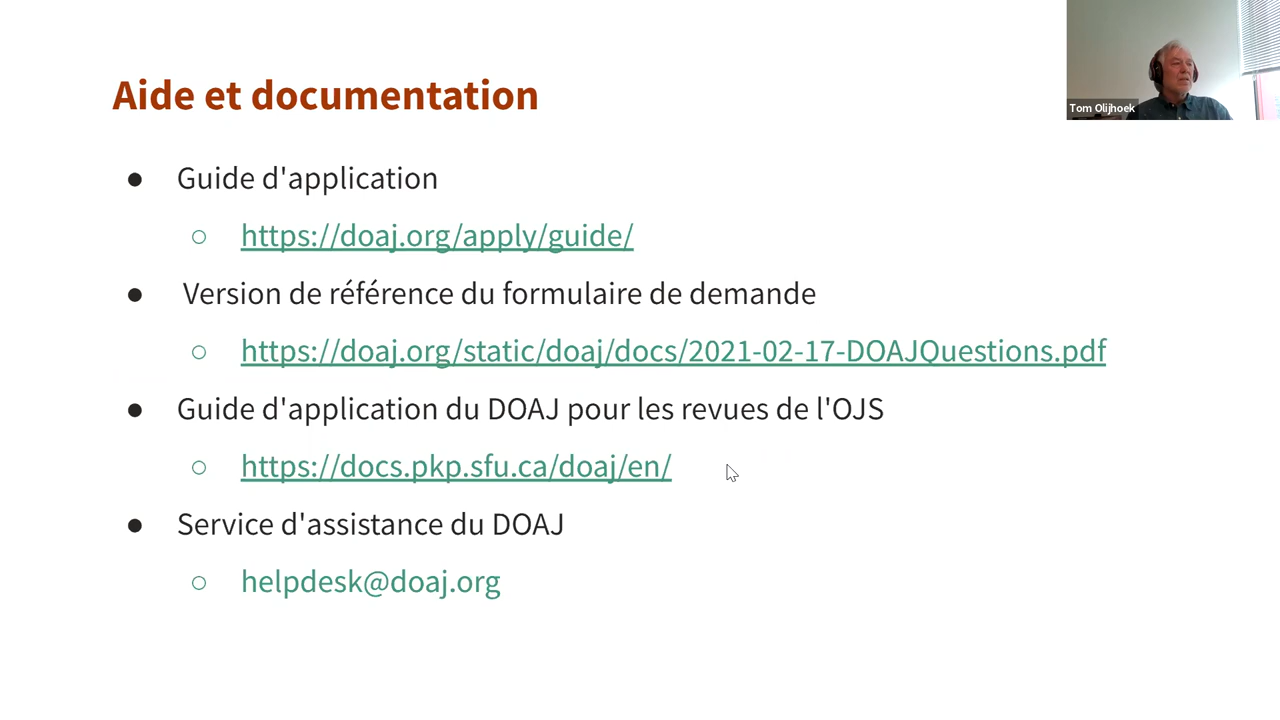 Aide et documentation
Tom Olijhoek
● Guide d'application
○ https://doaj.org/apply/guide/
● Version de référence du formulaire de demande
○ https://doaj.org/static/doaj/docs/2021-02-17-DOAJQuestions.pdf
● Guide d'application du DOAJ pour les revues de l'OJS
○ https://docs.pkp.sfu.ca/doaj/en/
● Service d'assistance du DOAJ
○ helpdesk@doaj.org